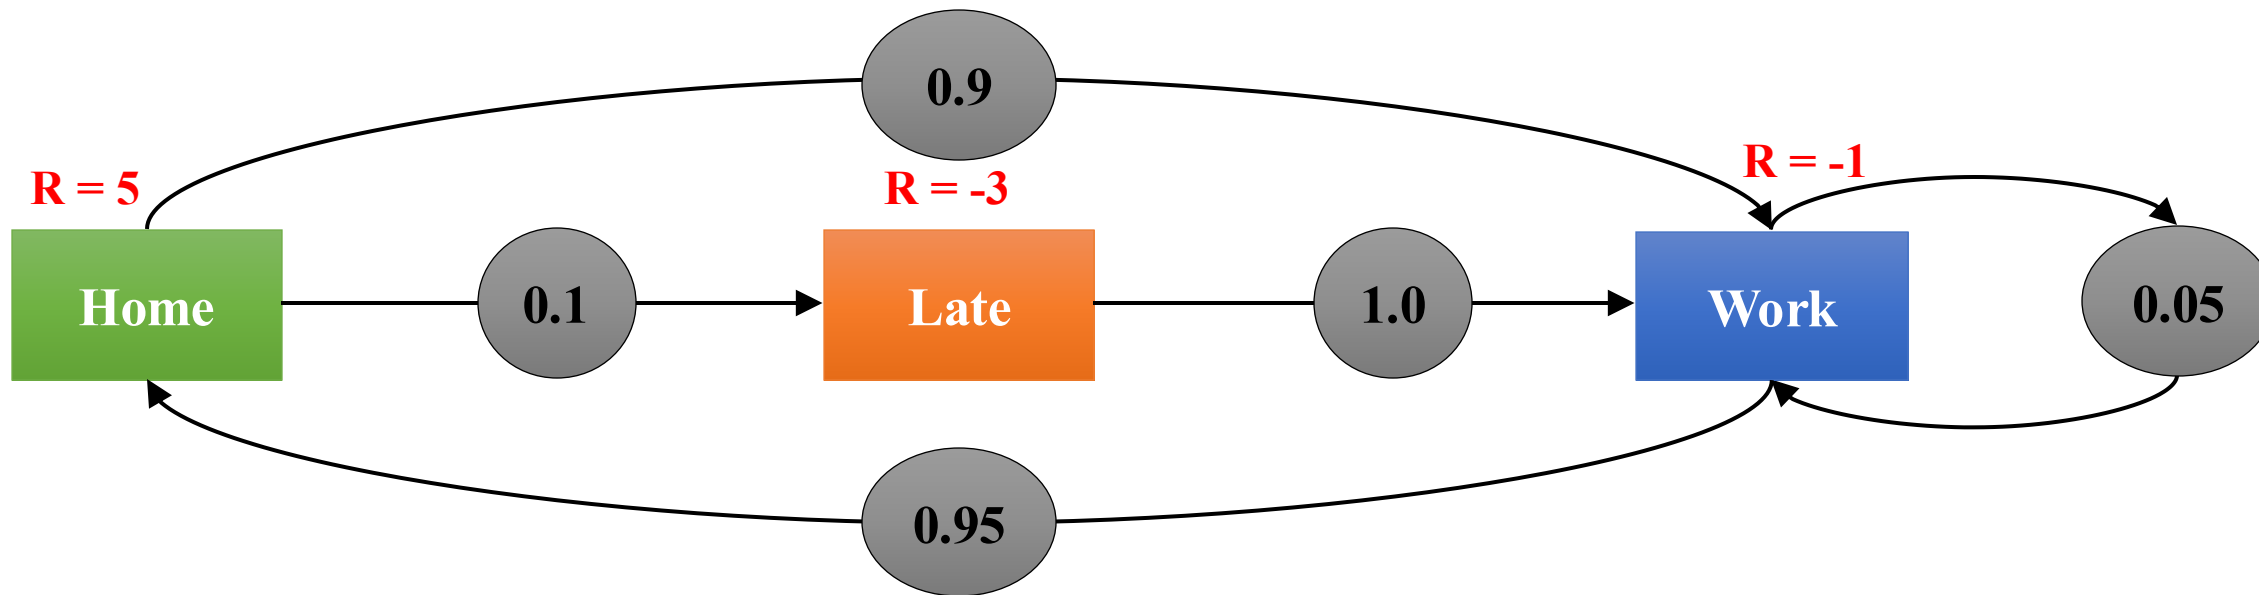 0.9
R = 5
R = -3
R = -1
Home
0.1
Late
1.0
Work
0.05
0.95